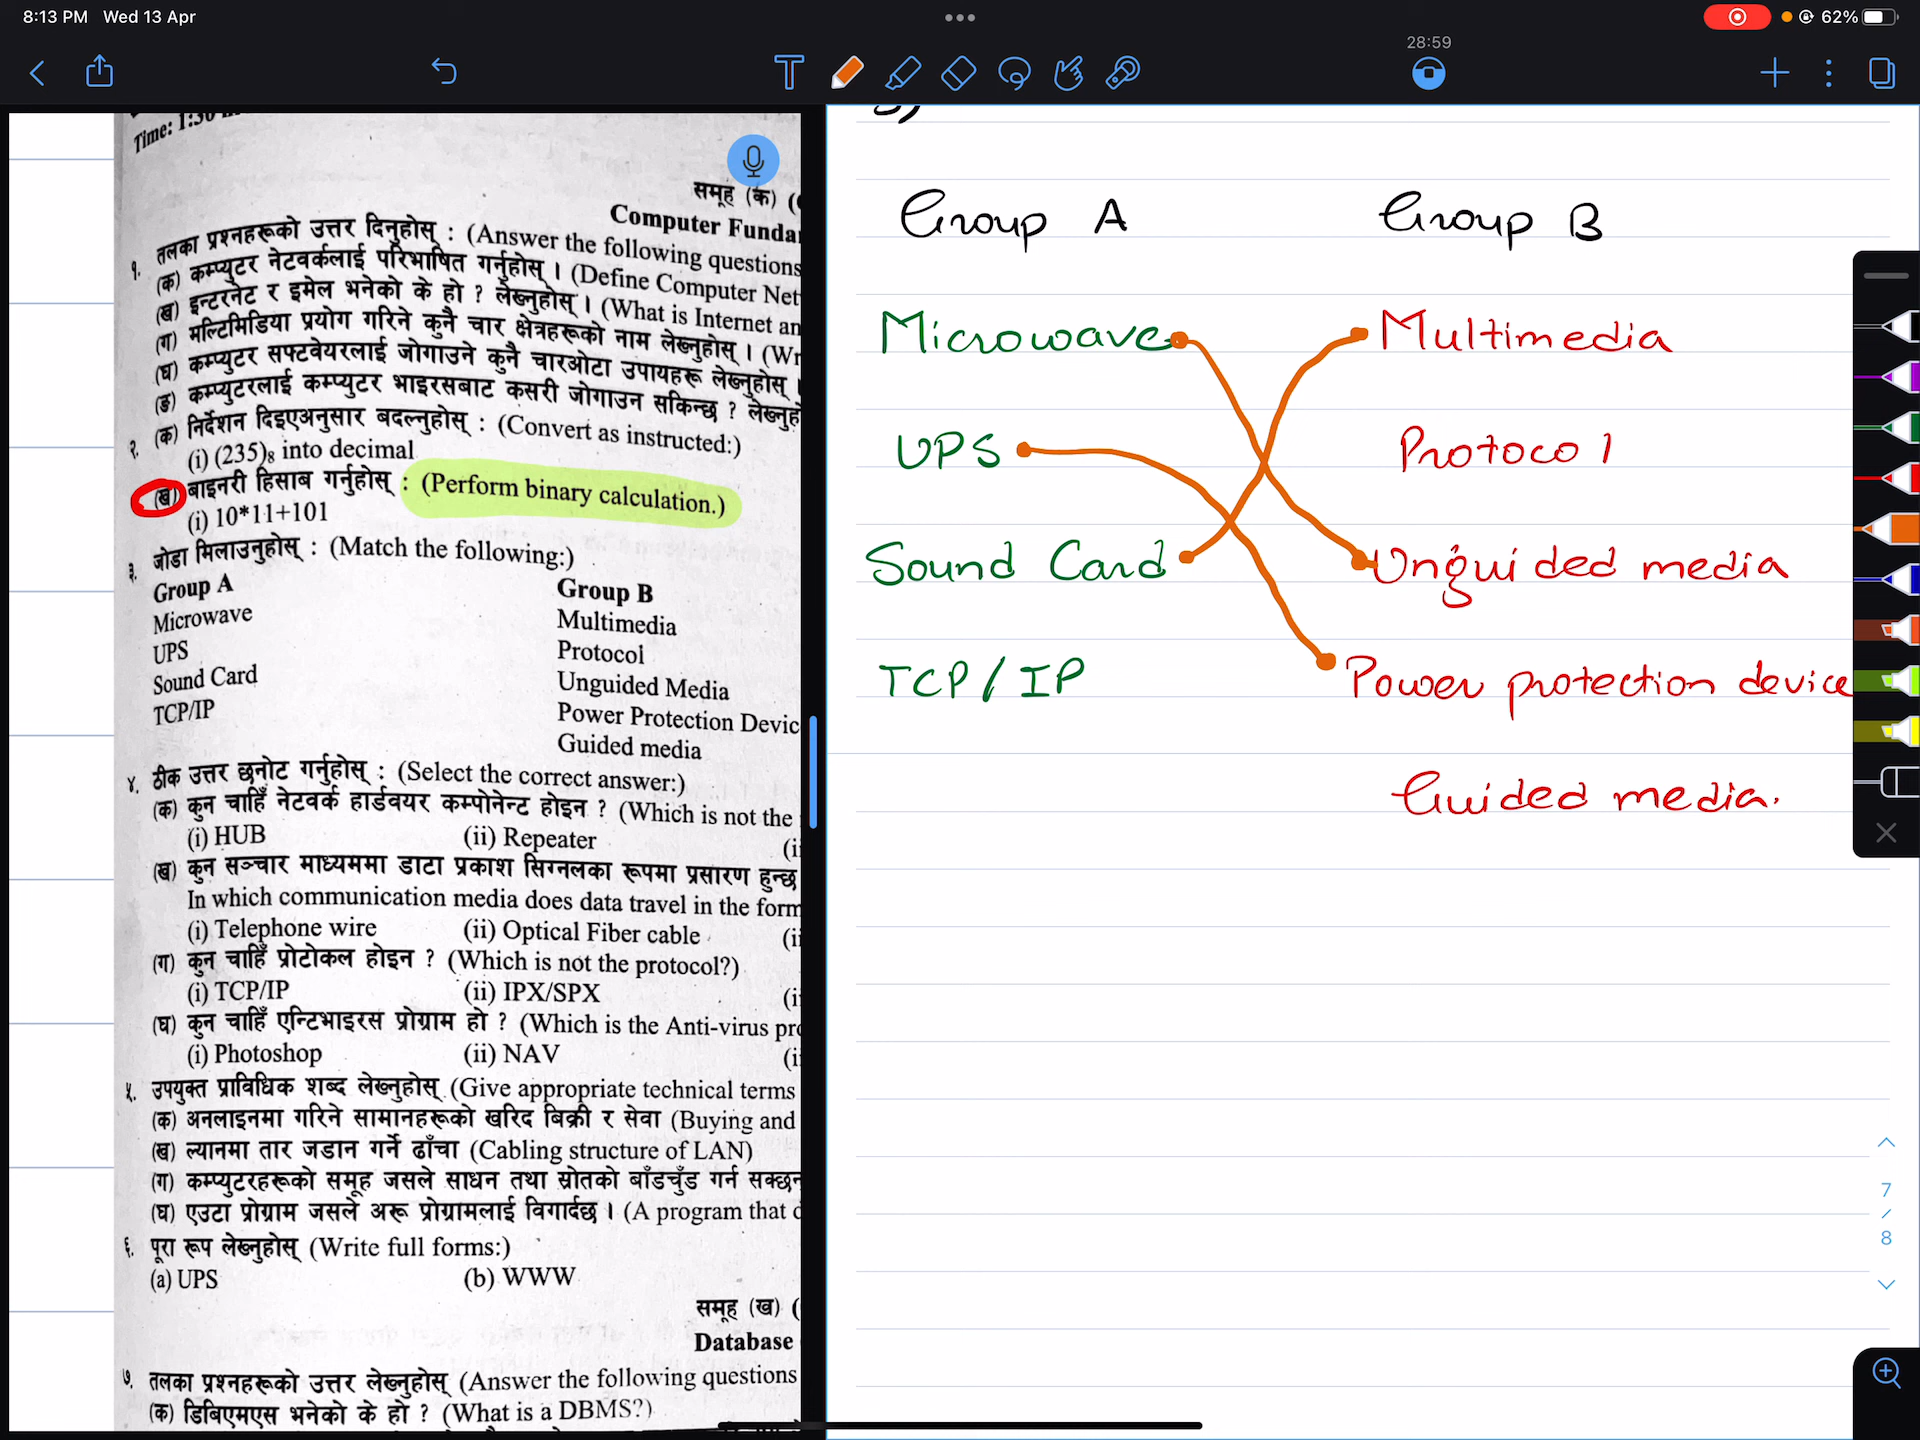 8:13 PM Wed 13 Apr
62%
28:59
Time: 1:30
समूह (क) (
Computer Funda
१. तलका प्रश्नहरूको उत्तर दिनुहोस् : (Answer the following questions
(क) कम्प्युटर नेटवर्कलाई परिभाषित गर्नुहोस् । (Define Computer Net
(ख) इन्टरनेट र इमेल भनेको के हो ? लेख्नुहोस् । (What is Internet an
(ग) मल्टिमिडिया प्रयोग गरिने कुनै चार क्षेत्रहरूको नाम लेख्नुहोस् । (Wr
(घ) कम्प्युटर सफ्टवेयरलाई जोगाउने कुनै चारओटा उपायहरू लेख्नुहोस् ।
(ङ) कम्प्युटरलाई कम्प्युटर भाइरसबाट कसरी जोगाउन सकिन्छ ? लेख्नुहो
२. (क) निर्देशन दिइएअनुसार बदल्नुहोस् : (Convert as instructed:)
(i) (235)8 into decimal
(ख) बाइनरी हिसाब गर्नुहोस् : (Perform binary calculation.)
(i) 10*11+101
३. जोडा मिलाउनुहोस् : (Match the following:)
Group A Group B
Microwave Multimedia
UPS Protocol
Sound Card Unguided Media
TCP/IP Power Protection Devic
Guided media
४. ठीक उत्तर छनोट गर्नुहोस् : (Select the correct answer:)
(क) कुन चाहिँ नेटवर्क हार्डवयर कम्पोनेन्ट होइन ? (Which is not the
(i) HUB (ii) Repeater (i
(ख) कुन सञ्चार माध्यममा डाटा प्रकाश सिग्नलका रूपमा प्रसारण हुन्छ
In which communication media does data travel in the form
(i) Telephone wire (ii) Optical Fiber cable (i
(ग) कुन चाहिँ प्रोटोकल होइन ? (Which is not the protocol?)
(i) TCP/IP (ii) IPX/SPX (i
(घ) कुन चाहिँ एन्टिभाइरस प्रोग्राम हो ? (Which is the Anti-virus pro
(i) Photoshop (ii) NAV (i
५. उपयुक्त प्राविधिक शब्द लेख्नुहोस् (Give appropriate technical terms
(क) अनलाइनमा गरिने सामानहरूको खरिद बिक्री र सेवा (Buying and
(ख) ल्यानमा तार जडान गर्ने ढाँचा (Cabling structure of LAN)
(ग) कम्प्युटरहरूको समूह जसले साधन तथा स्रोतको बाँडचुँड गर्न सक्छन
(घ) एउटा प्रोग्राम जसले अरू प्रोग्रामलाई विगार्दछ । (A program that d
६. पूरा रूप लेख्नुहोस् (Write full forms:)
(a) UPS (b) WWW
समूह (ख) (
Database
७. तलका प्रश्नहरूको उत्तर लेख्नुहोस् (Answer the following questions
(क) डिबिएमएस भनेको के हो ? (What is a DBMS?)
Group A Group B
Microwave Multimedia
UPS Protocol
Sound Card Unguided media
TCP/IP Power protection device
Guided media.
7
/
8